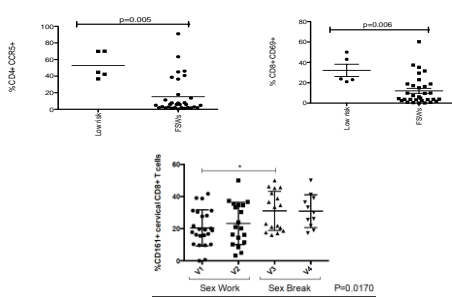 p=0.005
%CD4+ CCR5+
100
80
60
40
20
0
Low risk
FSWs
p=0.006
% CD8+CD69+
80
60
40
20
0
Low risk
FSWs
*
%CD161+ cervical CD8+ T cells
60
40
20
0
V1 V2 V3 V4
Sex Work Sex Break P=0.0170